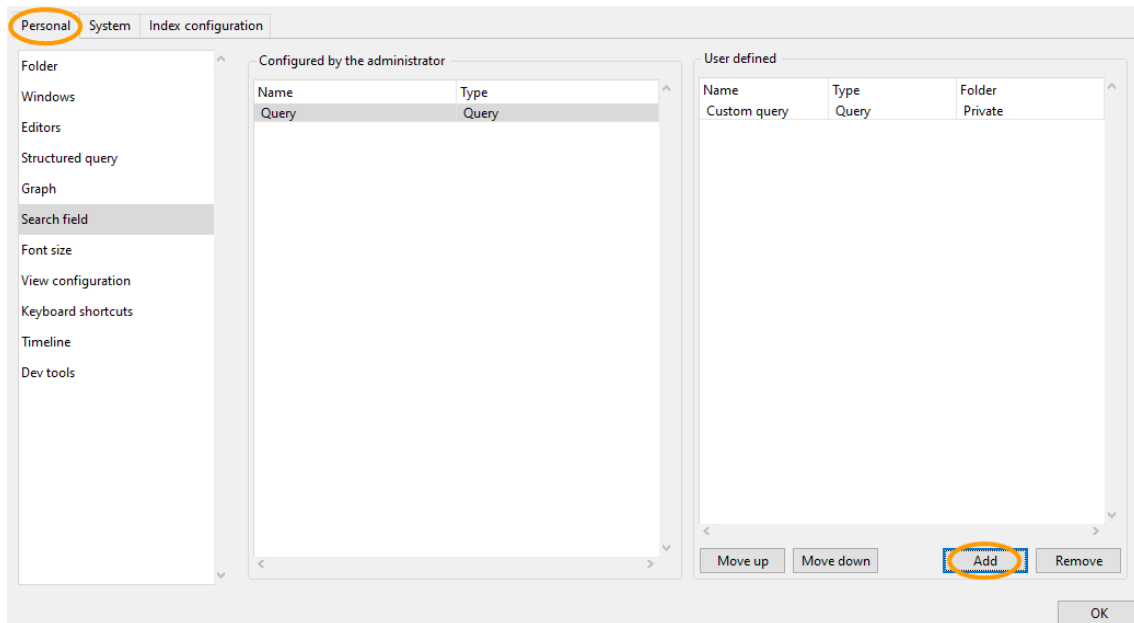 Personal System Index configuration
Folder
Windows
Editors
Structured query
Graph
Search field
Font size
View configuration
Keyboard shortcuts
Timeline
Dev tools
Configured by the administrator
Name Type
Query Query
User defined
Name Type Folder
Custom query Query Private
Move up Move down Add Remove
OK